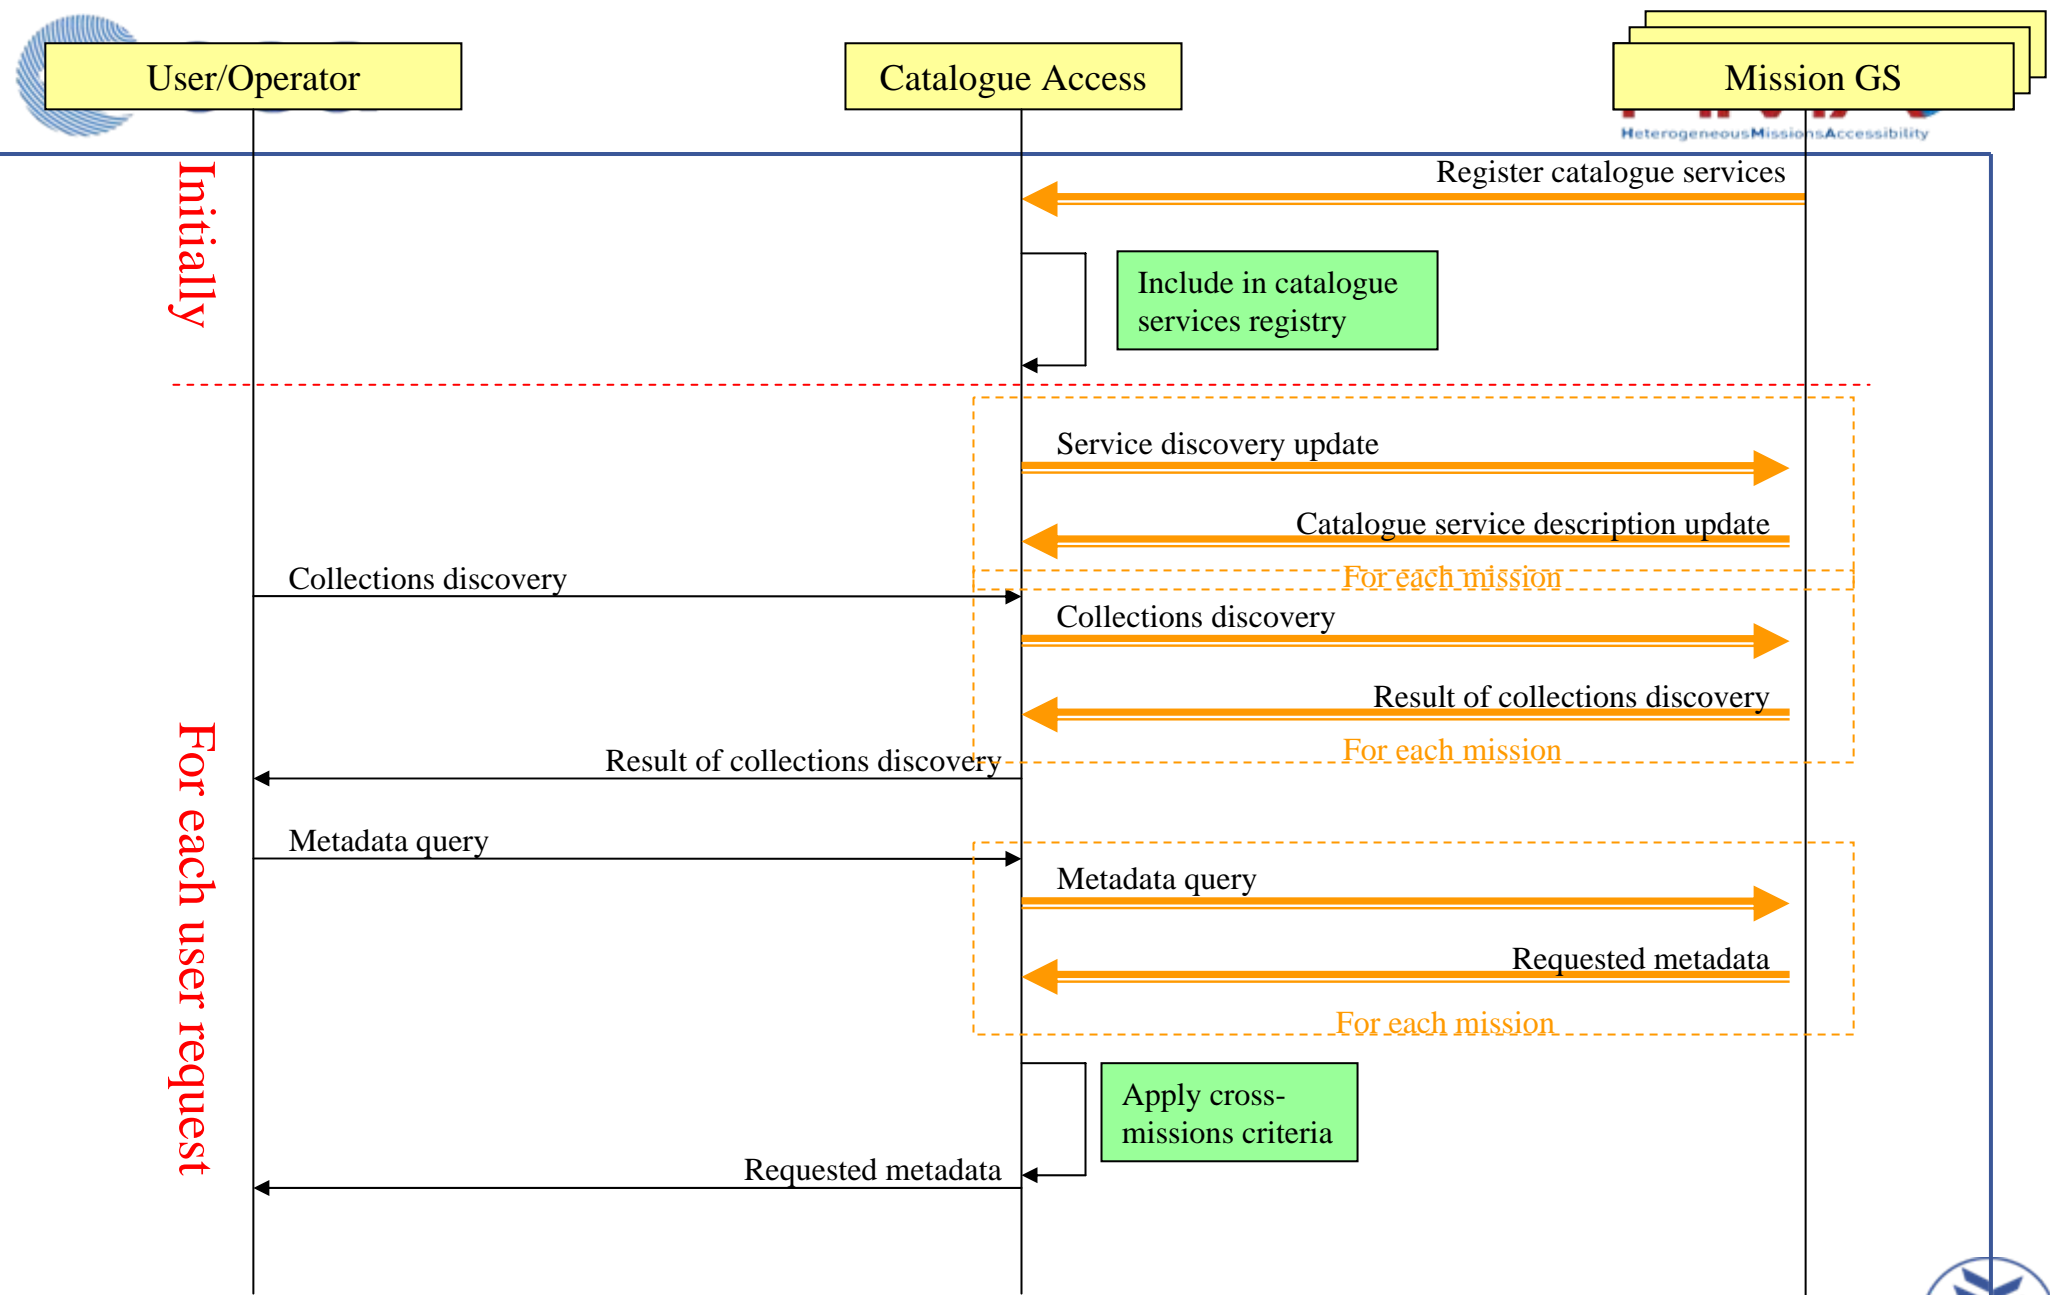 User/Operator
Catalogue Access
Mission GS
HeterogeneousMissionsAccessibility
Initially
Register catalogue services
Include in catalogue
services registry
Service discovery update
Catalogue service description update
For each mission
Collections discovery
Collections discovery
Result of collections discovery
For each mission
Result of collections discovery
For each user request
Metadata query
Metadata query
Requested metadata
For each mission
Apply cross-
missions criteria
Requested metadata